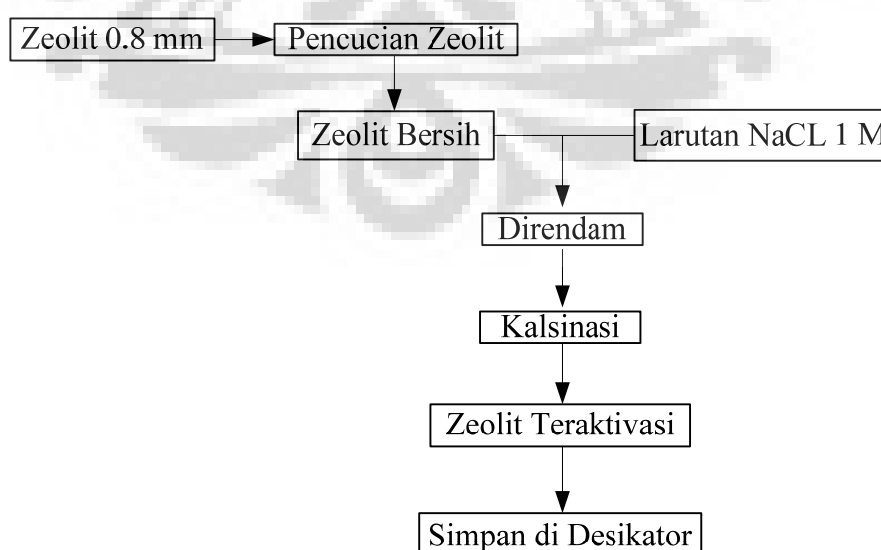 Zeolit 0.8 mm
Pencucian Zeolit
Zeolit Bersih
Larutan NaCL 1 M
Direndam
Kalsinasi
Zeolit Teraktivasi
Simpan di Desikator